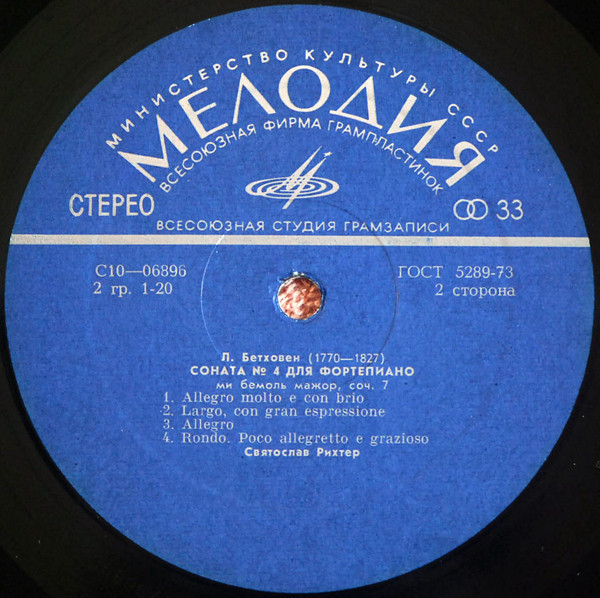 МИНИСТЕРСТВО КУЛЬТУРЫ СССР
МЕЛОДИЯ
ВСЕСОЮЗНАЯ ФИРМА ГРАМПЛАСТИНОК
СТЕРЕО
33
ВСЕСОЮЗНАЯ СТУДИЯ ГРАМЗАПИСИ
С10—06896
ГОСТ 5289-73
2 гр. 1-20
2 сторона
Л. Бетховен (1770—1827)
СОНАТА № 4 ДЛЯ ФОРТЕПИАНО
ми бемоль мажор, соч. 7
1. Allegro molto e con brio
2. Largo, con gran espressione
3. Allegro
4. Rondo. Poco allegretto e grazioso
Святослав Рихтер